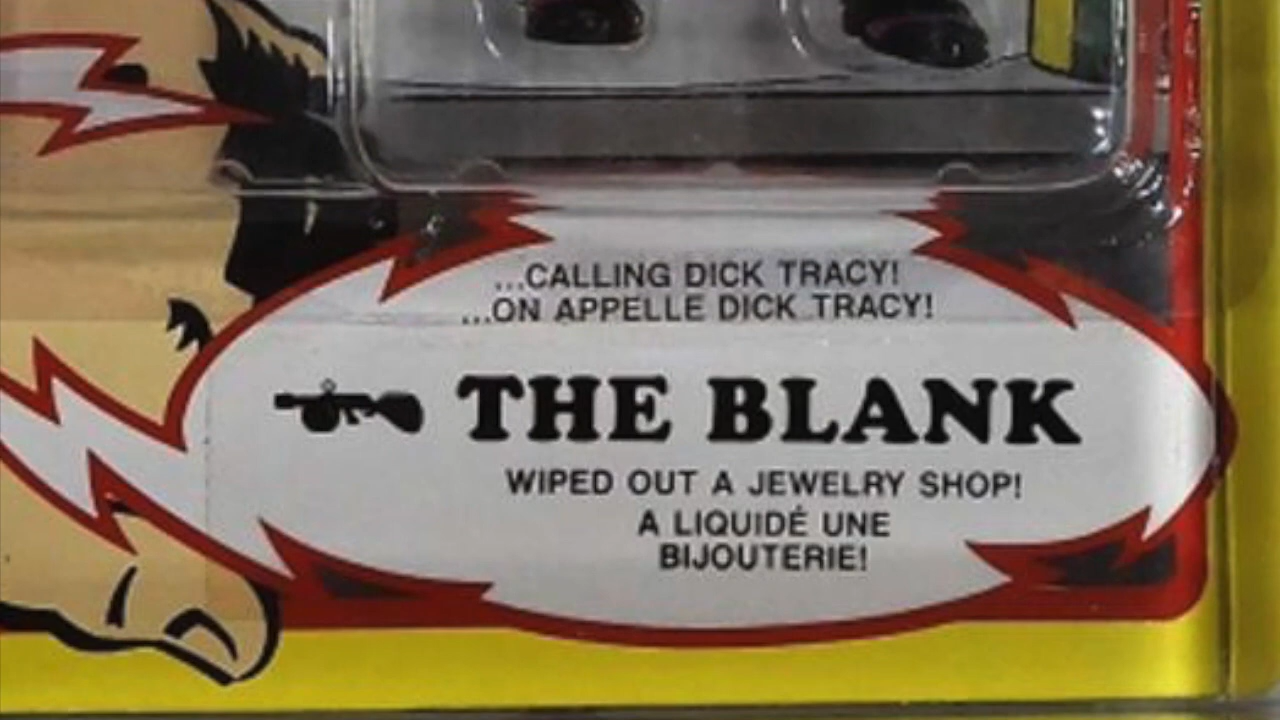 ...CALLING DICK TRACY!
...ON APPELLE DICK TRACY!
THE BLANK
WIPED OUT A JEWELRY SHOP!
A LIQUIDÉ UNE
BIJOUTERIE!